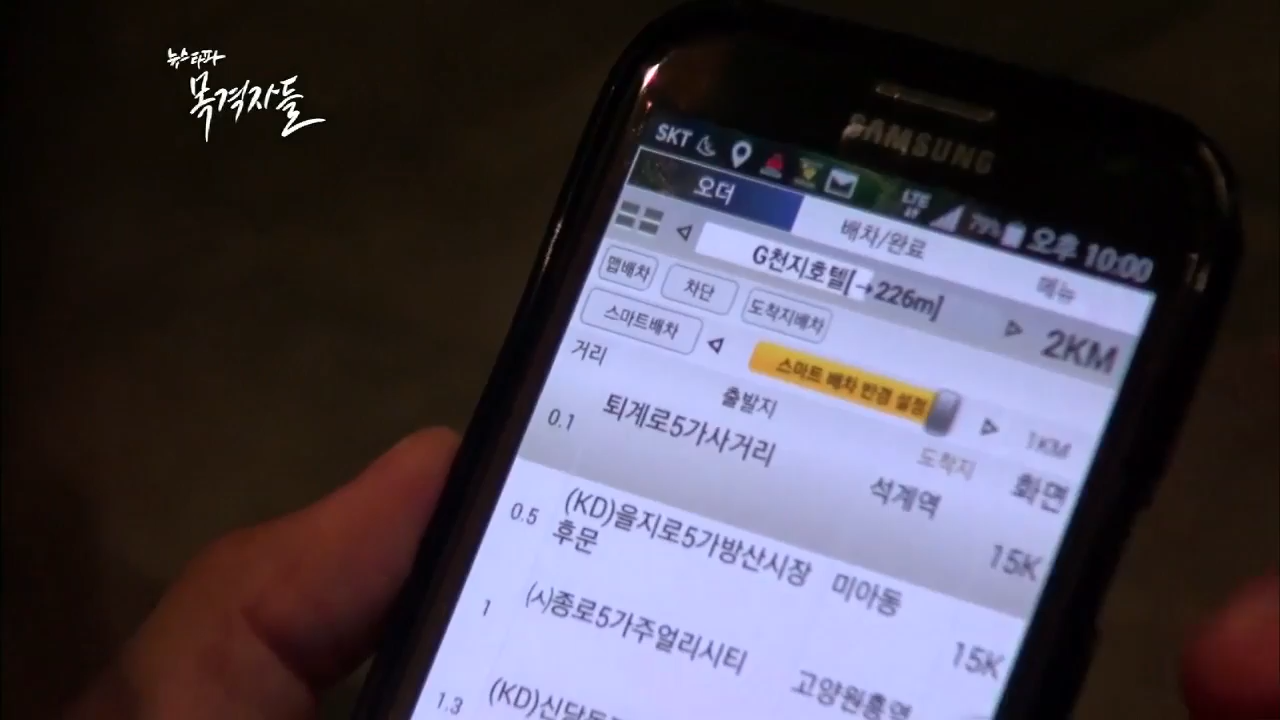 뉴스타파
목격자들
SAMSUNG
SKT LTE 79% 오후 10:00
오더 배차/완료 메뉴
G천지호텔[→226m] 2KM
맵배차 차단 도착지배차
스마트배차 스마트 배차 반경 설정 1KM
거리 출발지 도착지 화면
0.1 퇴계로5가사거리 석계역 15K
0.5 (KD)을지로5가방산시장 미아동 15K
후문
1 (시)종로5가주얼리시티 고양원흥역
1.3